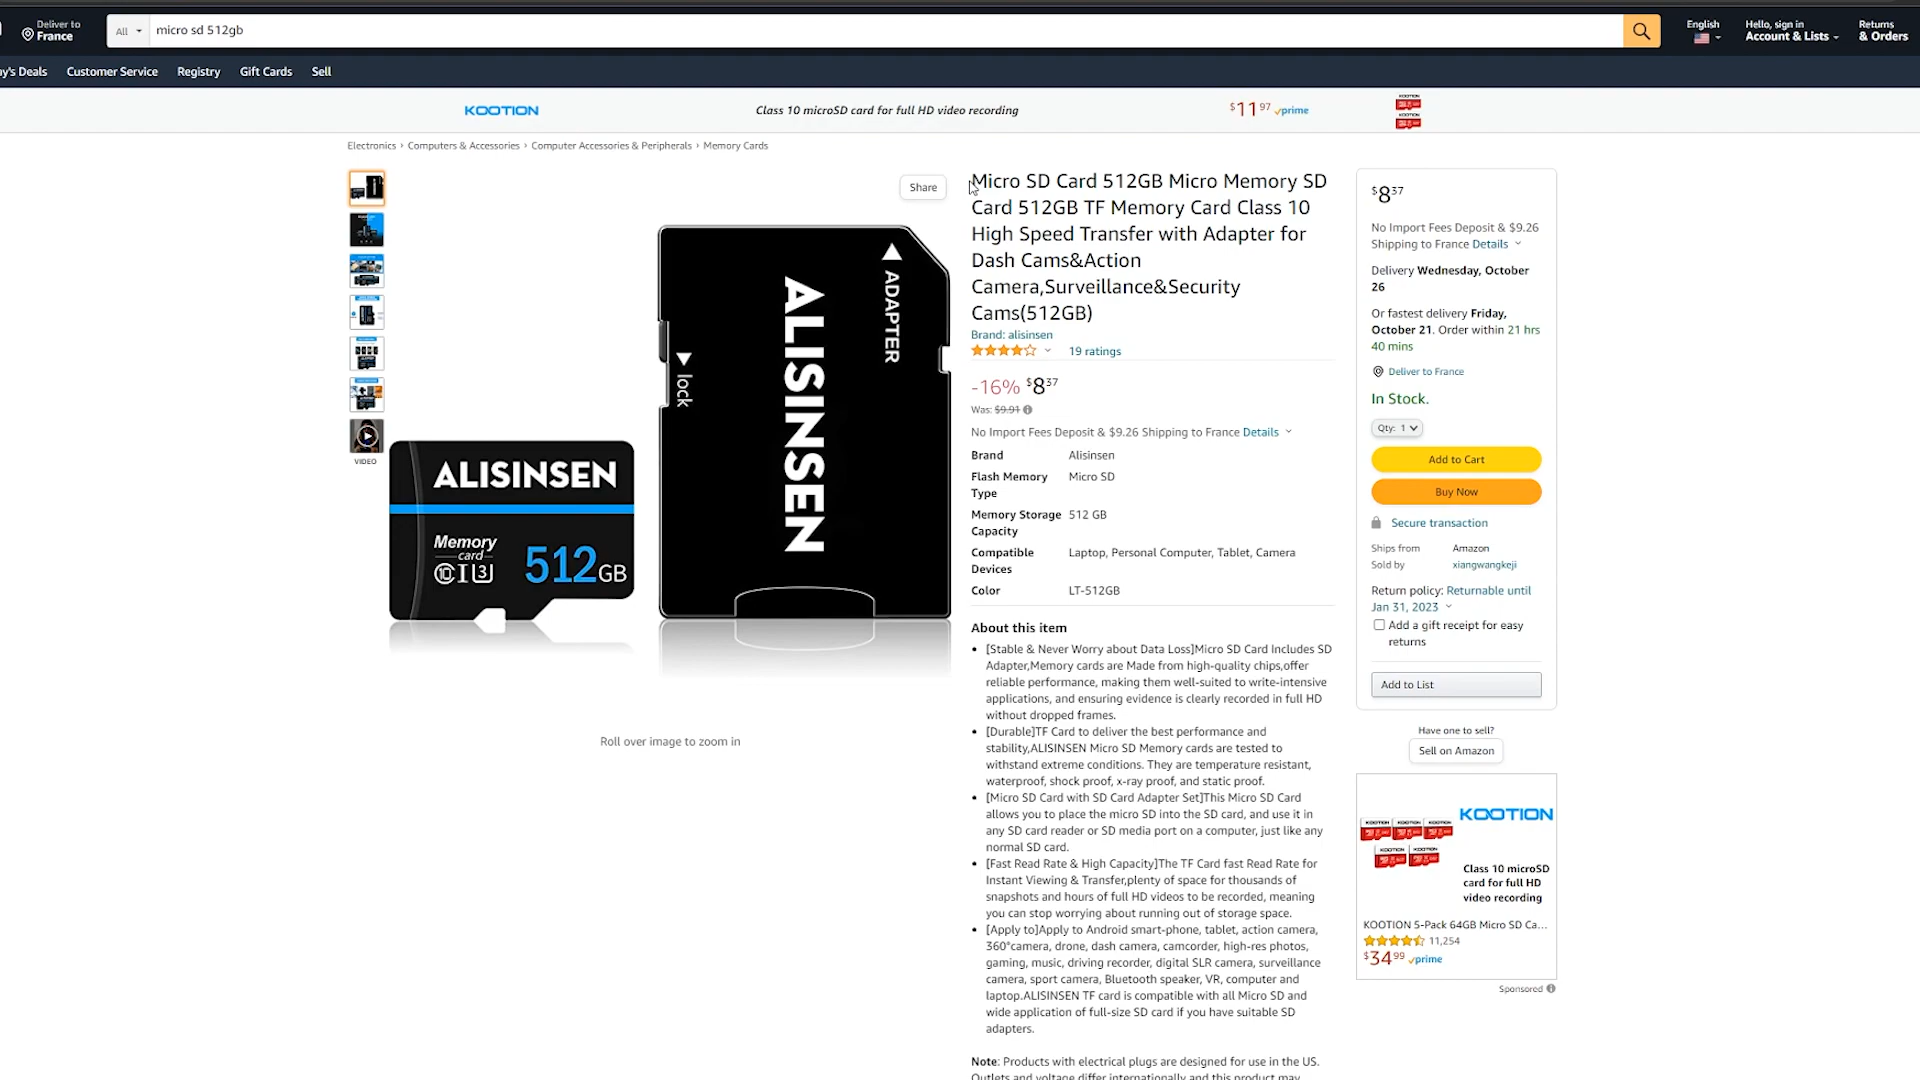 Deliver to
France
All
micro sd 512gb
English
Hello, sign in
Account & Lists
Returns
& Orders
ay's Deals
Customer Service
Registry
Gift Cards
Sell
KOOTION
Class 10 microSD card for full HD video recording
$11 97 prime
Electronics › Computers & Accessories › Computer Accessories & Peripherals › Memory Cards
VIDEO
Share
ALISINSEN
Memory
card
512GB
ADAPTER
lock
ALISINSEN
Roll over image to zoom in
Micro SD Card 512GB Micro Memory SD
Card 512GB TF Memory Card Class 10
High Speed Transfer with Adapter for
Dash Cams&Action
Camera,Surveillance&Security
Cams(512GB)
Brand: alisinsen
19 ratings
-16% $8 37
Was: $9.91
No Import Fees Deposit & $9.26 Shipping to France Details
Brand Alisinsen
Flash Memory Micro SD
Type
Memory Storage 512 GB
Capacity
Compatible Laptop, Personal Computer, Tablet, Camera
Devices
Color LT-512GB
About this item
• [Stable & Never Worry about Data Loss]Micro SD Card Includes SD
Adapter,Memory cards are Made from high-quality chips,offer
reliable performance, making them well-suited to write-intensive
applications, and ensuring evidence is clearly recorded in full HD
without dropped frames.
• [Durable]TF Card to deliver the best performance and
stability,ALISINSEN Micro SD Memory cards are tested to
withstand extreme conditions. They are temperature resistant,
waterproof, shock proof, x-ray proof, and static proof.
• [Micro SD Card with SD Card Adapter Set]This Micro SD Card
allows you to place the micro SD into the SD card, and use it in
any SD card reader or SD media port on a computer, just like any
normal SD card.
• [Fast Read Rate & High Capacity]The TF Card fast Read Rate for
Instant Viewing & Transfer,plenty of space for thousands of
snapshots and hours of full HD videos to be recorded, meaning
you can stop worrying about running out of storage space.
• [Apply to]Apply to Android smart-phone, tablet, action camera,
360°camera, drone, dash camera, camcorder, high-res photos,
gaming, music, driving recorder, digital SLR camera, surveillance
camera, sport camera, Bluetooth speaker, VR, computer and
laptop.ALISINSEN TF card is compatible with all Micro SD and
wide application of full-size SD card if you have suitable SD
adapters.
Note: Products with electrical plugs are designed for use in the US.
Outlets and voltage differ internationally and this product may
$8 37
No Import Fees Deposit & $9.26
Shipping to France Details
Delivery Wednesday, October
26
Or fastest delivery Friday,
October 21. Order within 21 hrs
40 mins
Deliver to France
In Stock.
Qty: 1
Add to Cart
Buy Now
Secure transaction
Ships from Amazon
Sold by xiangwangkeji
Return policy: Returnable until
Jan 31, 2023
Add a gift receipt for easy
returns
Add to List
Have one to sell?
Sell on Amazon
KOOTION
Class 10 microSD
card for full HD
video recording
KOOTION 5-Pack 64GB Micro SD Ca...
11,254
$34 99 prime
Sponsored